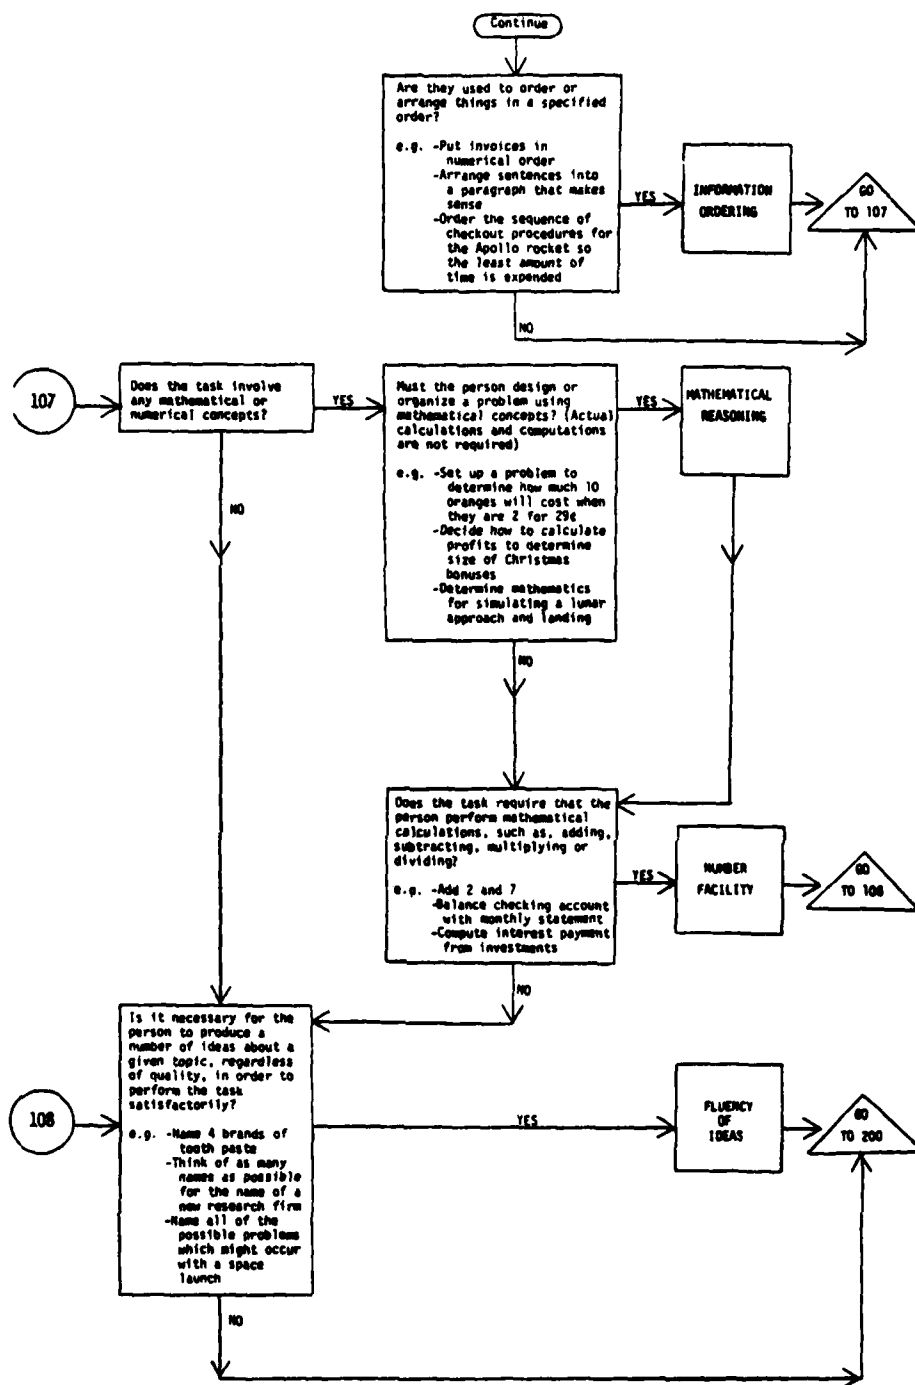 Continue
Are they used to order or
arrange things in a specified
order?
e.g. -Put invoices in
numerical order
-Arrange sentences into
a paragraph that makes
sense
-Order the sequence of
checkout procedures for
the Apollo rocket so
the least amount of
time is expended
YES
INFORMATION
ORDERING
GO
TO 107
NO
107
Does the task involve
any mathematical or
numerical concepts?
YES
Must the person design or
organize a problem using
mathematical concepts? (Actual
calculations and computations
are not required)
e.g. -Set up a problem to
determine how much 10
oranges will cost when
they are 2 for 29¢
-Decide how to calculate
profits to determine
size of Christmas
bonuses
-Determine mathematics
for simulating a lunar
approach and landing
YES
MATHEMATICAL
REASONING
NO
NO
Does the task require that the
person perform mathematical
calculations, such as, adding,
subtracting, multiplying or
dividing?
e.g. -Add 2 and 7
-Balance checking account
with monthly statement
-Compute interest payment
from investments
YES
NUMBER
FACILITY
GO
TO 108
NO
108
Is it necessary for the
person to produce a
number of ideas about a
given topic, regardless
of quality, in order to
perform the task
satisfactorily?
e.g. -Name 4 brands of
tooth paste
-Think of as many
names as possible
for the name of a
new research firm
-Name all of the
possible problems
which might occur
with a space
launch
YES
FLUENCY
OF
IDEAS
GO
TO 200
NO